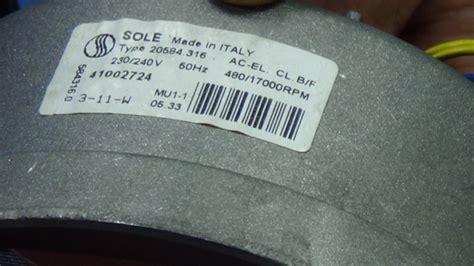 SOLE Made in ITALY
Type 20584.316 AC-EL. CL.B/F
230/240V 50Hz 480/17000RPM
41002724
3-11-W
MU1-1
05.33